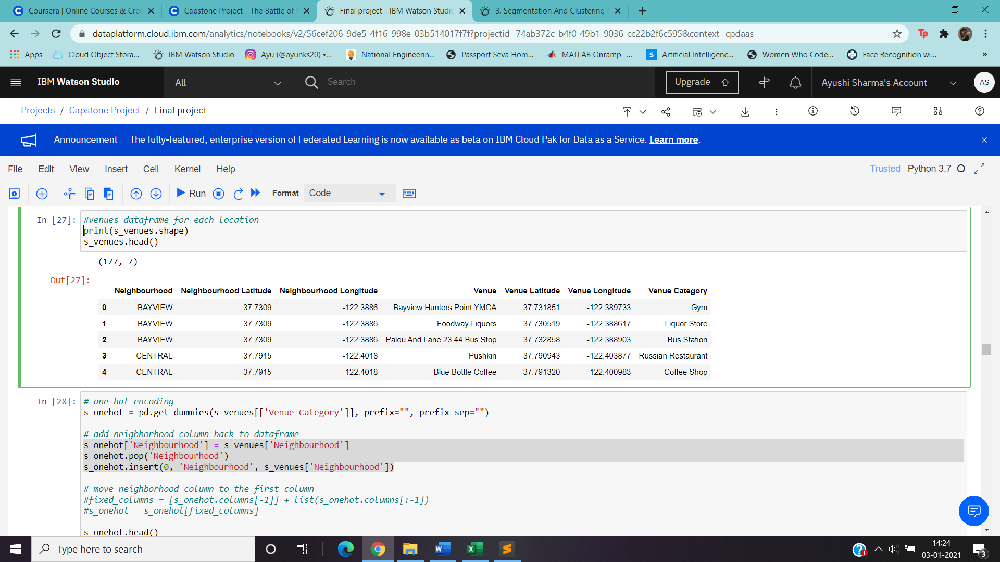 Coursera | Online Courses & Cre
Capstone Project - The Battle of
Final project - IBM Watson Studio
3. Segmentation And Clustering
dataplatform.cloud.ibm.com/analytics/notebooks/v2/56cef206-9de5-4f16-998e-03b514017f7f?projectid=74ab372c-b4f0-49b1-9036-cc22b2f6c595&context=cpdaas
Apps Cloud Object Stora... IBM Watson Studio Ayu (@ayunks20) •... National Engineerin... Passport Seva Hom... MATLAB Onramp -... Artificial Intelligenc... Women Who Code... Face Recognition wi... »
IBM Watson Studio All Search Upgrade Ayushi Sharma's Account AS
Projects / Capstone Project / Final project
Announcement The fully-featured, enterprise version of Federated Learning is now available as beta on IBM Cloud Pak for Data as a Service. Learn more.
File Edit View Insert Cell Kernel Help Trusted | Python 3.7
Run Format Code
In [27]: #venues dataframe for each location
print(s_venues.shape)
s_venues.head()
(177, 7)
Out[27]:
Neighbourhood Neighbourhood Latitude Neighbourhood Longitude Venue Venue Latitude Venue Longitude Venue Category
0 BAYVIEW 37.7309 -122.3886 Bayview Hunters Point YMCA 37.731851 -122.389733 Gym
1 BAYVIEW 37.7309 -122.3886 Foodway Liquors 37.730519 -122.388617 Liquor Store
2 BAYVIEW 37.7309 -122.3886 Palou And Lane 23 44 Bus Stop 37.732858 -122.388903 Bus Station
3 CENTRAL 37.7915 -122.4018 Pushkin 37.790943 -122.403877 Russian Restaurant
4 CENTRAL 37.7915 -122.4018 Blue Bottle Coffee 37.791320 -122.400983 Coffee Shop
In [28]: # one hot encoding
s_onehot = pd.get_dummies(s_venues[['Venue Category']], prefix="", prefix_sep="")
# add neighborhood column back to dataframe
s_onehot['Neighbourhood'] = s_venues['Neighbourhood']
s_onehot.pop('Neighbourhood')
s_onehot.insert(0, 'Neighbourhood', s_venues['Neighbourhood'])
# move neighborhood column to the first column
#fixed_columns = [s_onehot.columns[-1]] + list(s_onehot.columns[:-1])
#s_onehot = s_onehot[fixed_columns]
s_onehot.head()
Type here to search
14:24
03-01-2021
3